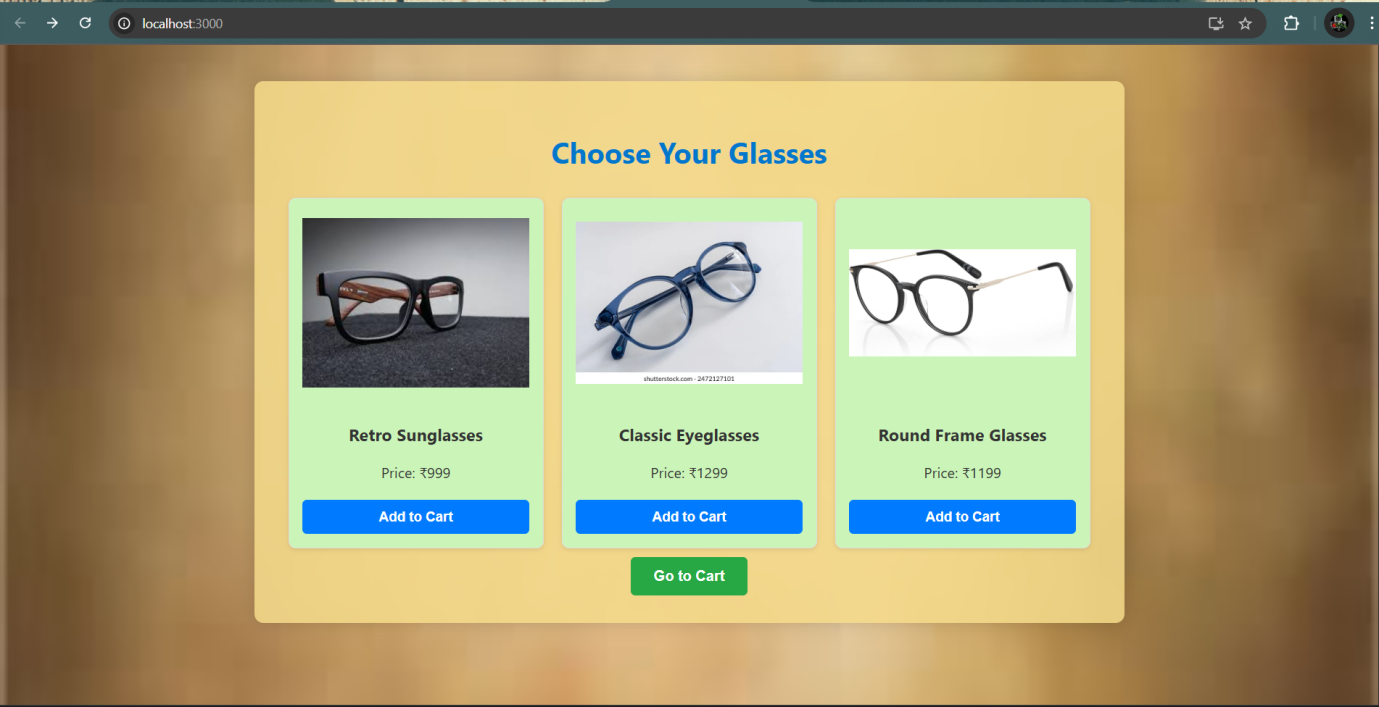 localhost:3000
Choose Your Glasses
shutterstock.com · 2472127101
Retro Sunglasses
Classic Eyeglasses
Round Frame Glasses
Price: ₹999
Price: ₹1299
Price: ₹1199
Add to Cart
Add to Cart
Add to Cart
Go to Cart